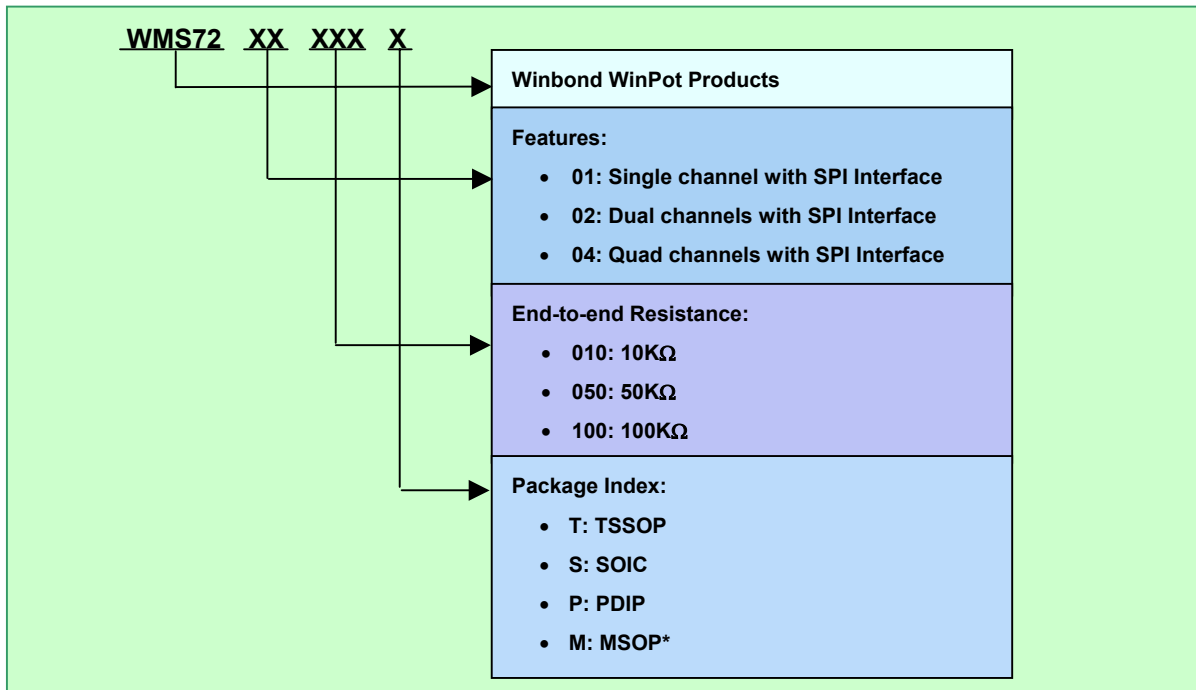 WMS72 XX XXX X
Winbond WinPot Products
Features:
• 01: Single channel with SPI Interface
• 02: Dual channels with SPI Interface
• 04: Quad channels with SPI Interface
End-to-end Resistance:
• 010: 10KΩ
• 050: 50KΩ
• 100: 100KΩ
Package Index:
• T: TSSOP
• S: SOIC
• P: PDIP
• M: MSOP*